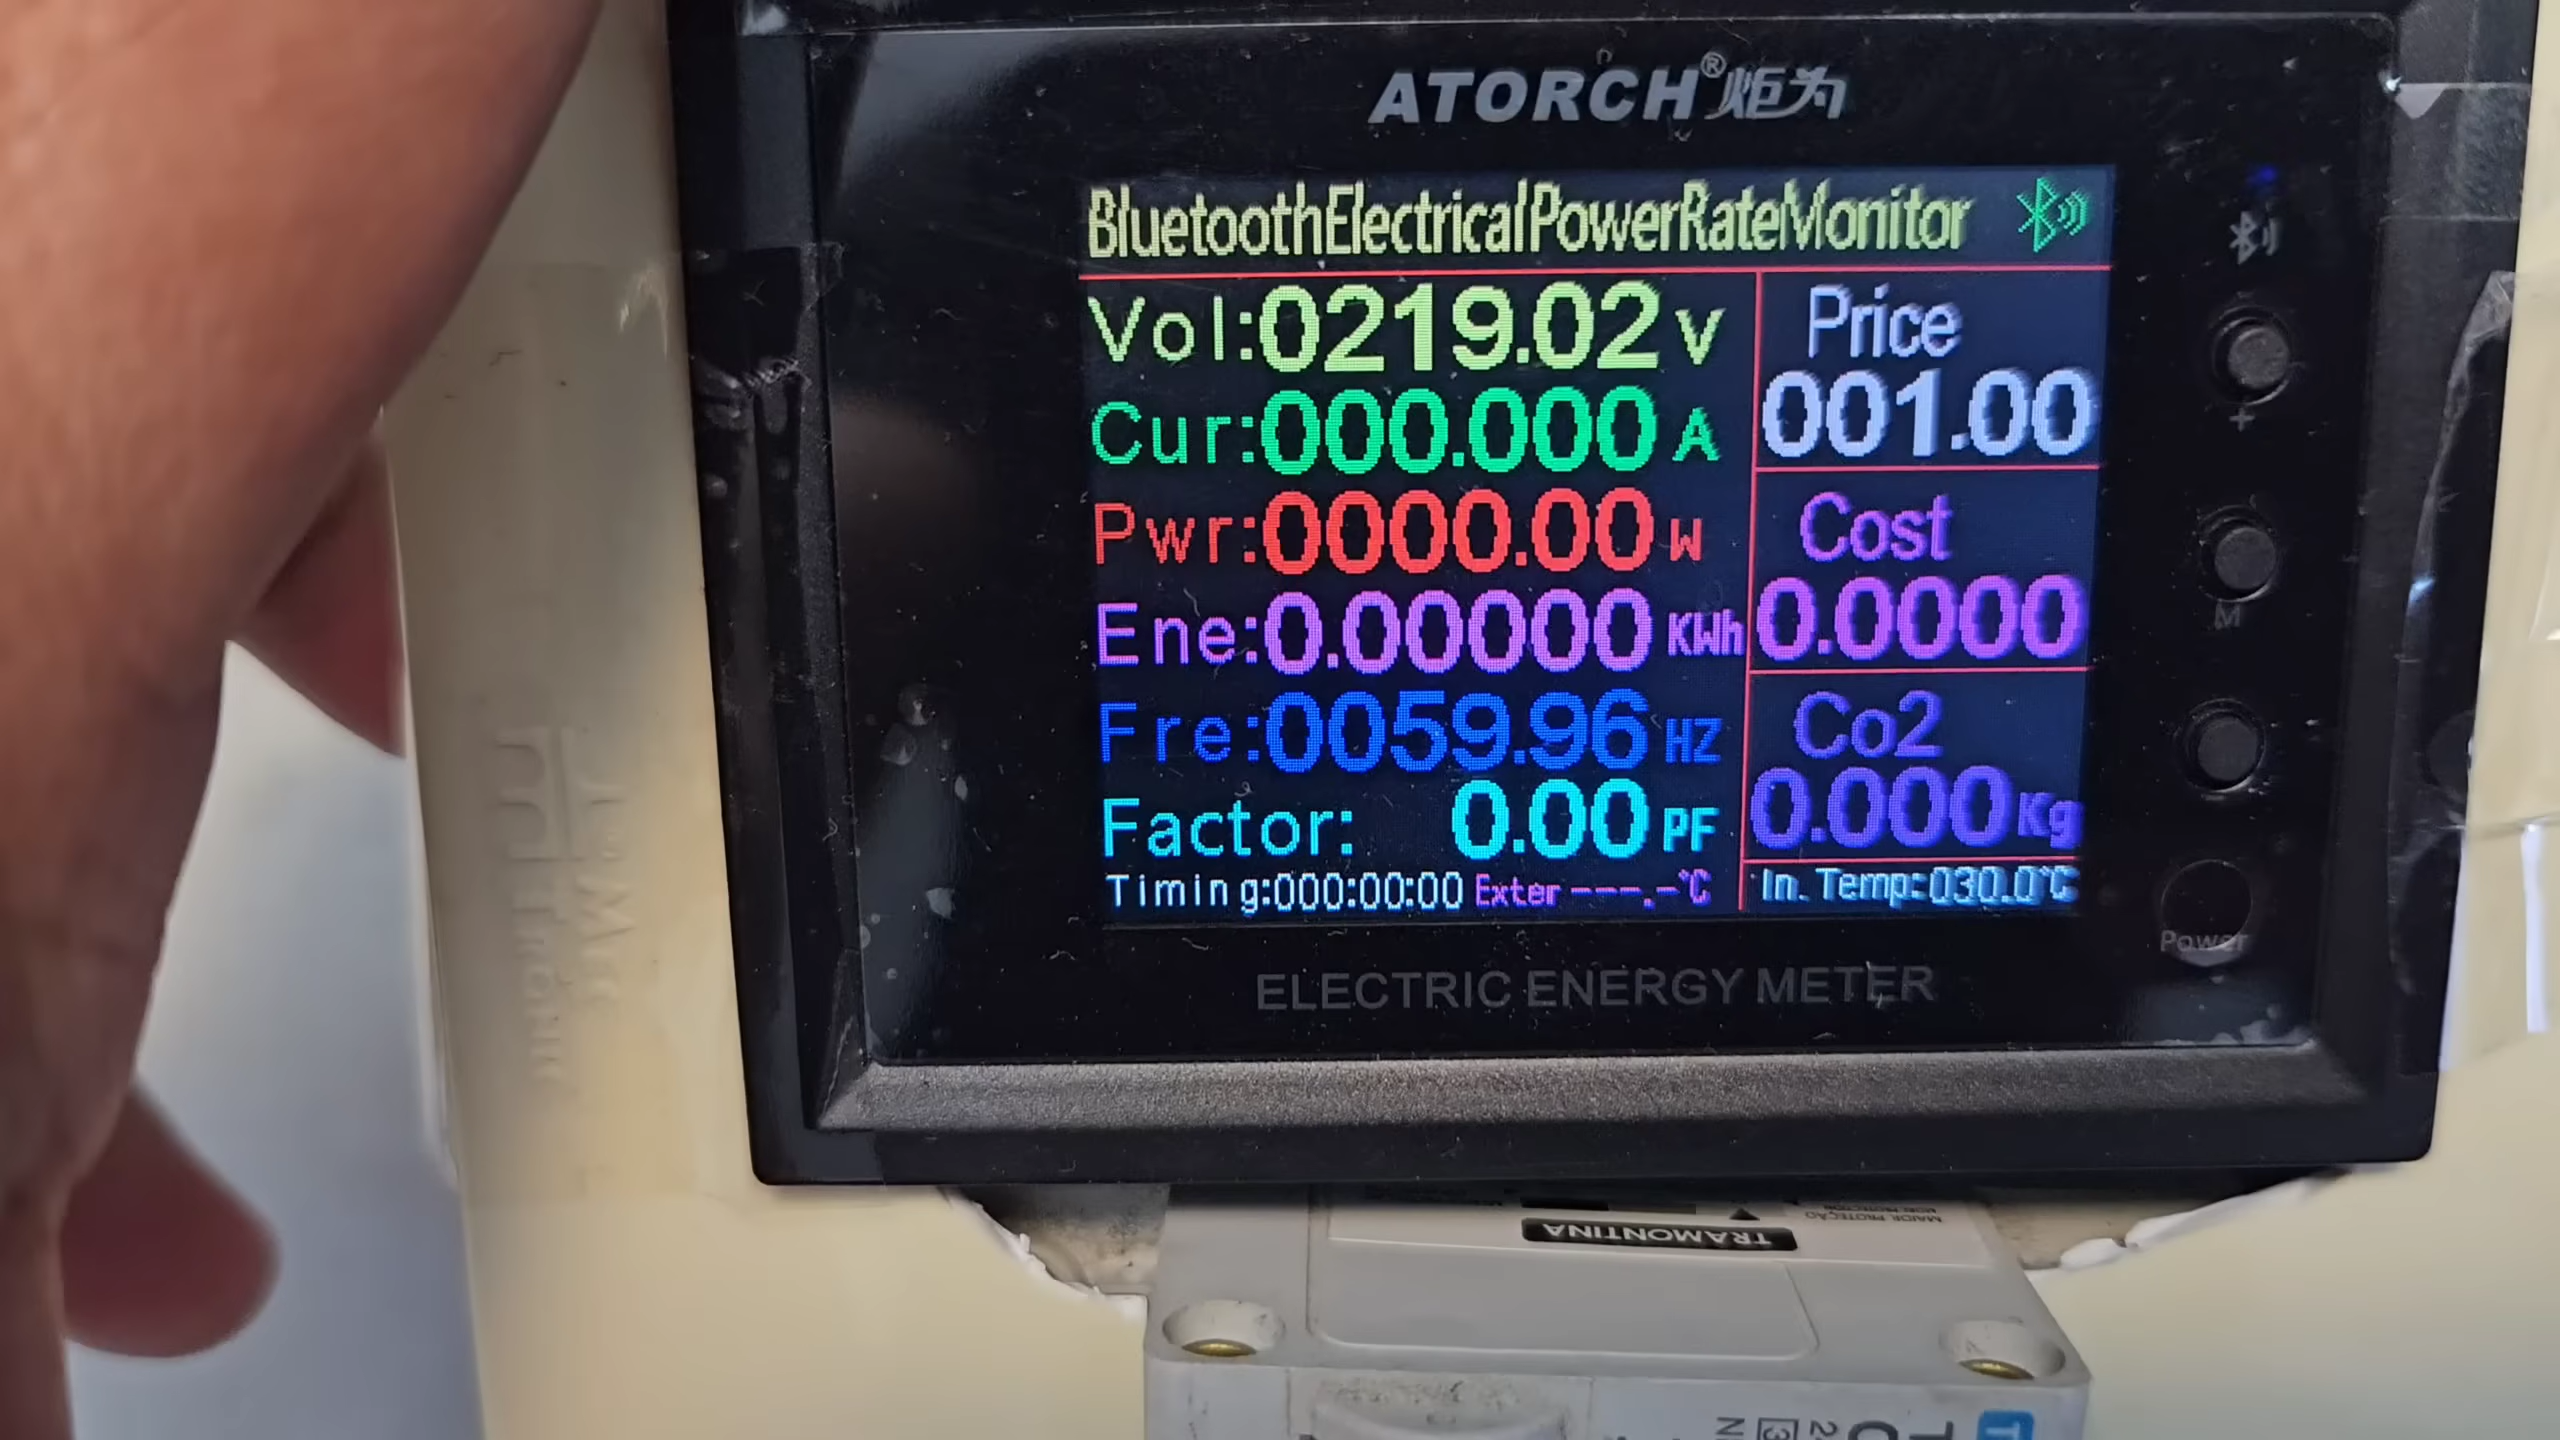 ATORCH®炬为
BluetoothElectricalPowerRateMonitor
Vol:0219.02V
Cur:000.000A
Pwr:0000.00W
Ene:0.00000KWh
Fre:0059.96HZ
Factor: 0.00PF
Timing:000:00:00 Exter ---.-℃
Price
001.00
Cost
0.0000
Co2
0.000Kg
In. Temp:030.0℃
+
M
-
Power
ELECTRIC ENERGY METER
TRAMONTINA
MAIOR PROTEÇÃO